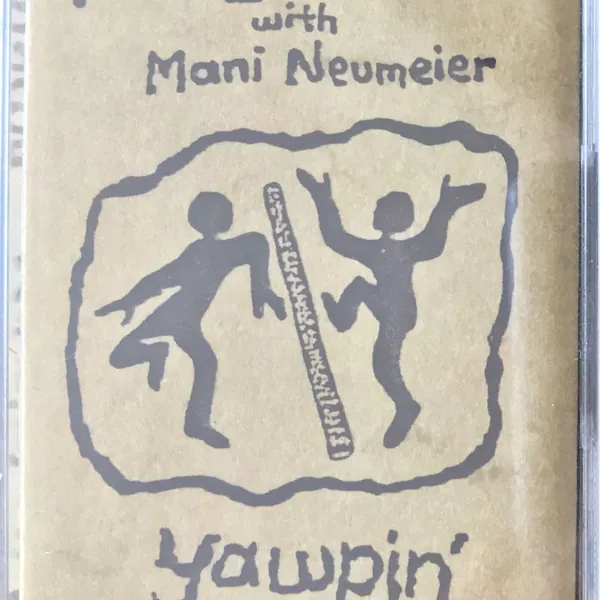 with
Mani Neumeier
Yawpin'